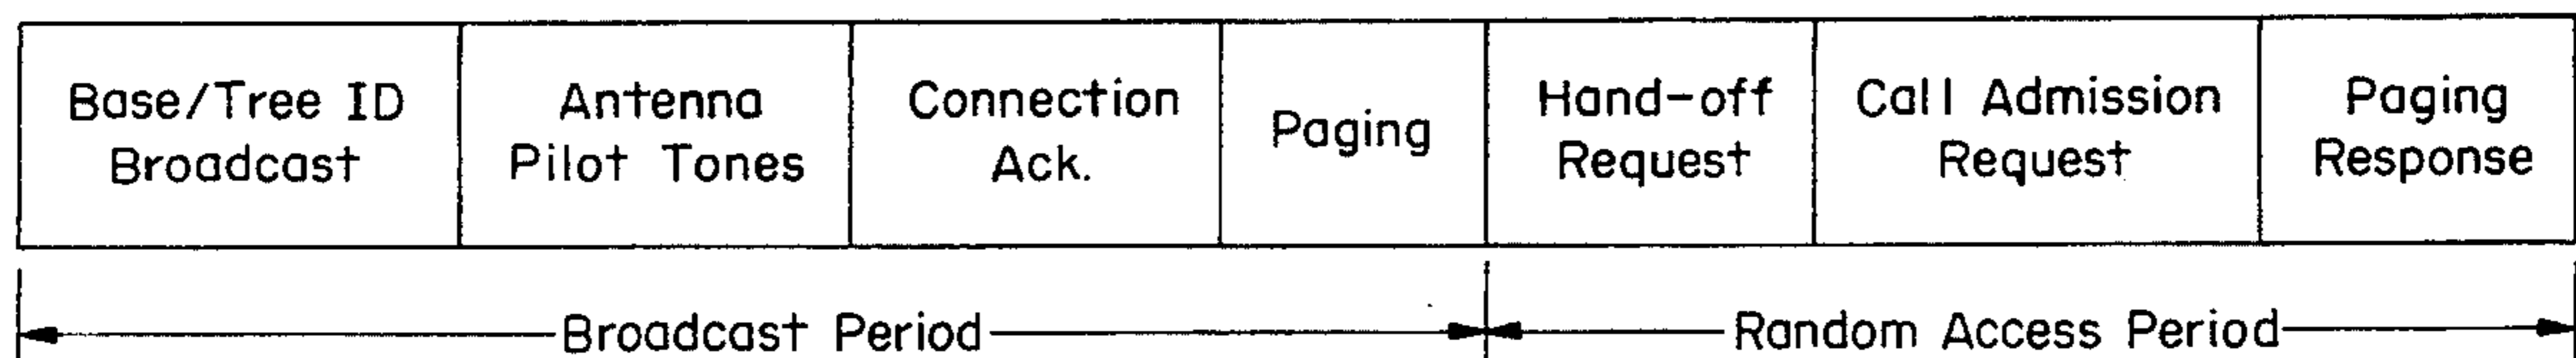 Base/Tree ID
Broadcast
Antenna
Pilot Tones
Connection
Ack.
Paging
Hand-off
Request
Call Admission
Request
Paging
Response
Broadcast Period
Random Access Period